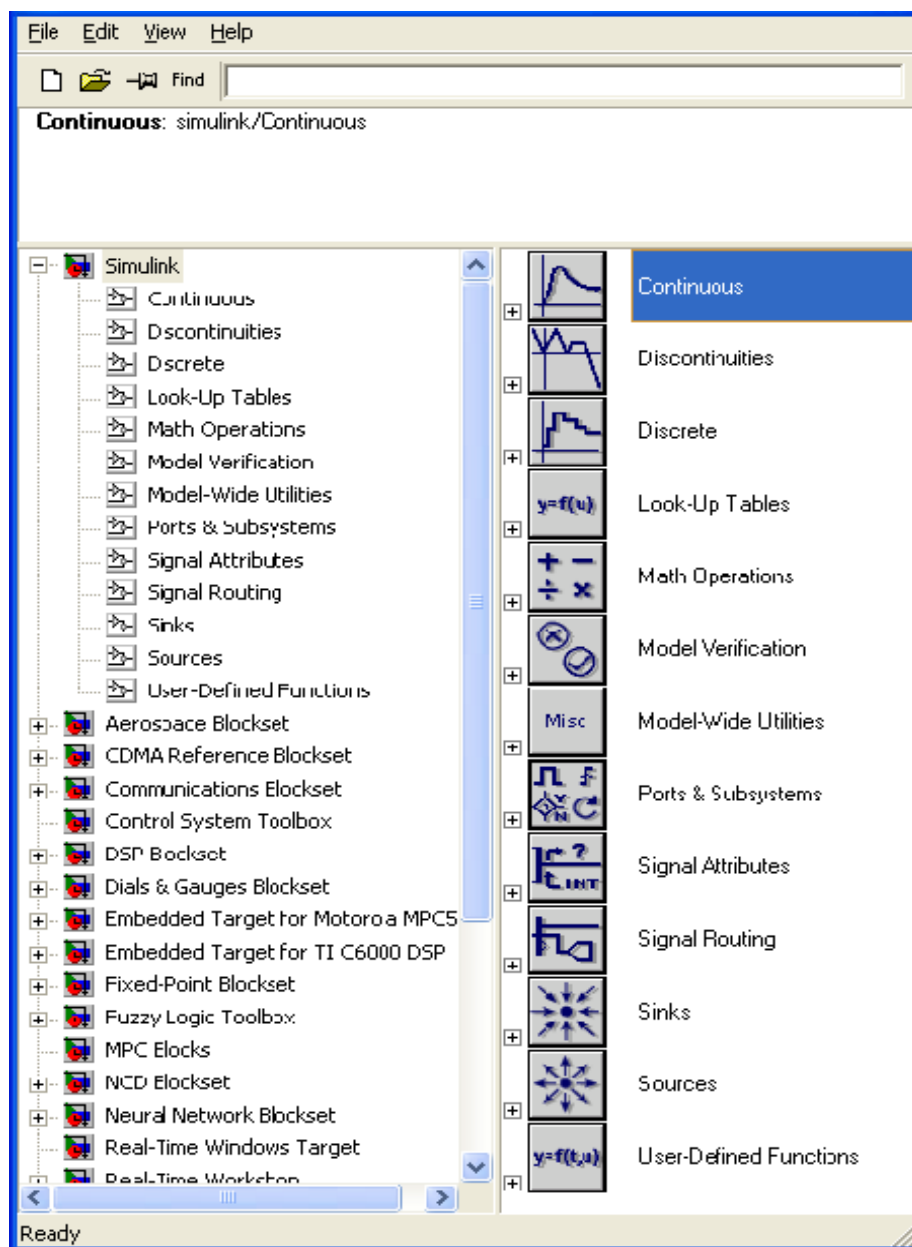 File Edit View Help
Find
Continuous: simulink/Continuous
Simulink
Continuous
Discontinuities
Discrete
Look-Up Tables
Math Operations
Model Verification
Model-Wide Utilities
Ports & Subsystems
Signal Attributes
Signal Routing
Sinks
Sources
User-Defined Functions
Aerospace Blockset
CDMA Reference Blockset
Communications Blockset
Control System Toolbox
DSP Blockset
Dials & Gauges Blockset
Embedded Target for Motorola MPC5
Embedded Target for TI C6000 DSP
Fixed-Point Blockset
Fuzzy Logic Toolbox
MPC Blocks
NCD Blockset
Neural Network Blockset
Real-Time Windows Target
Real-Time Workshop
Continuous
Discontinuities
Discrete
y=f(u) Look-Up Tables
+ − ÷ × Math Operations
Model Verification
Misc Model-Wide Utilities
Y N Ports & Subsystems
? t INT Signal Attributes
Signal Routing
Sinks
Sources
y=f(t,u) User-Defined Functions
Ready